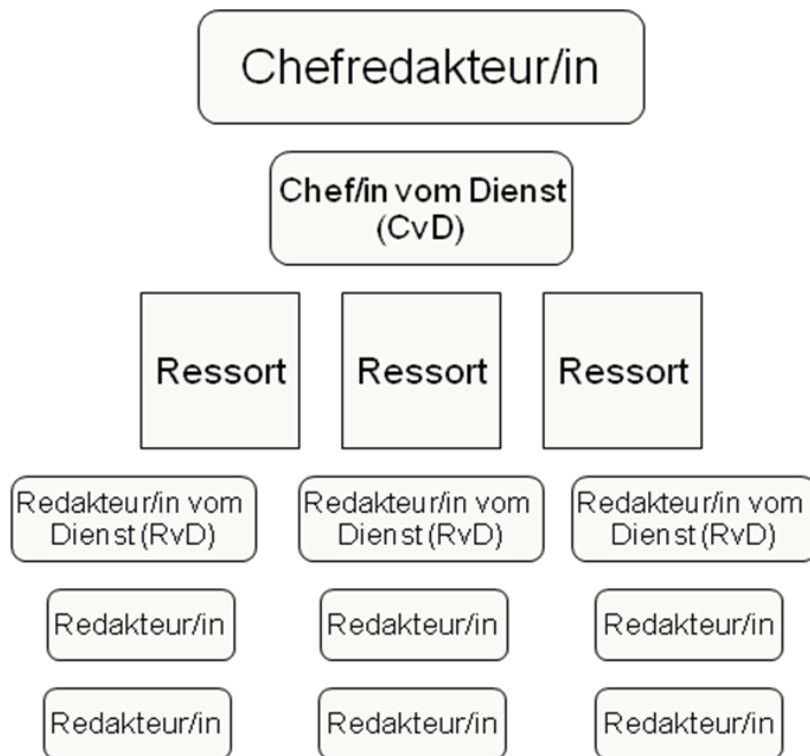 Chefredakteur/in
Chef/in vom Dienst
(CvD)
Ressort
Ressort
Ressort
Redakteur/in vom
Dienst (RvD)
Redakteur/in vom
Dienst (RvD)
Redakteur/in vom
Dienst (RvD)
Redakteur/in
Redakteur/in
Redakteur/in
Redakteur/in
Redakteur/in
Redakteur/in